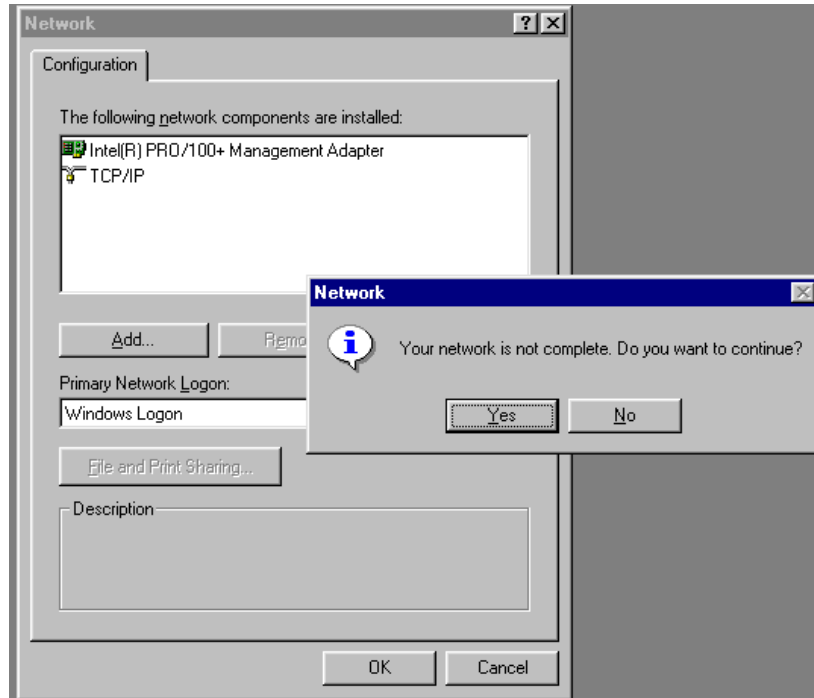 Network
Configuration
The following network components are installed:
Intel(R) PRO/100+ Management Adapter
TCP/IP
Network
Your network is not complete. Do you want to continue?
Yes
No
Add...
Primary Network Logon:
Windows Logon
File and Print Sharing...
Description
OK
Cancel